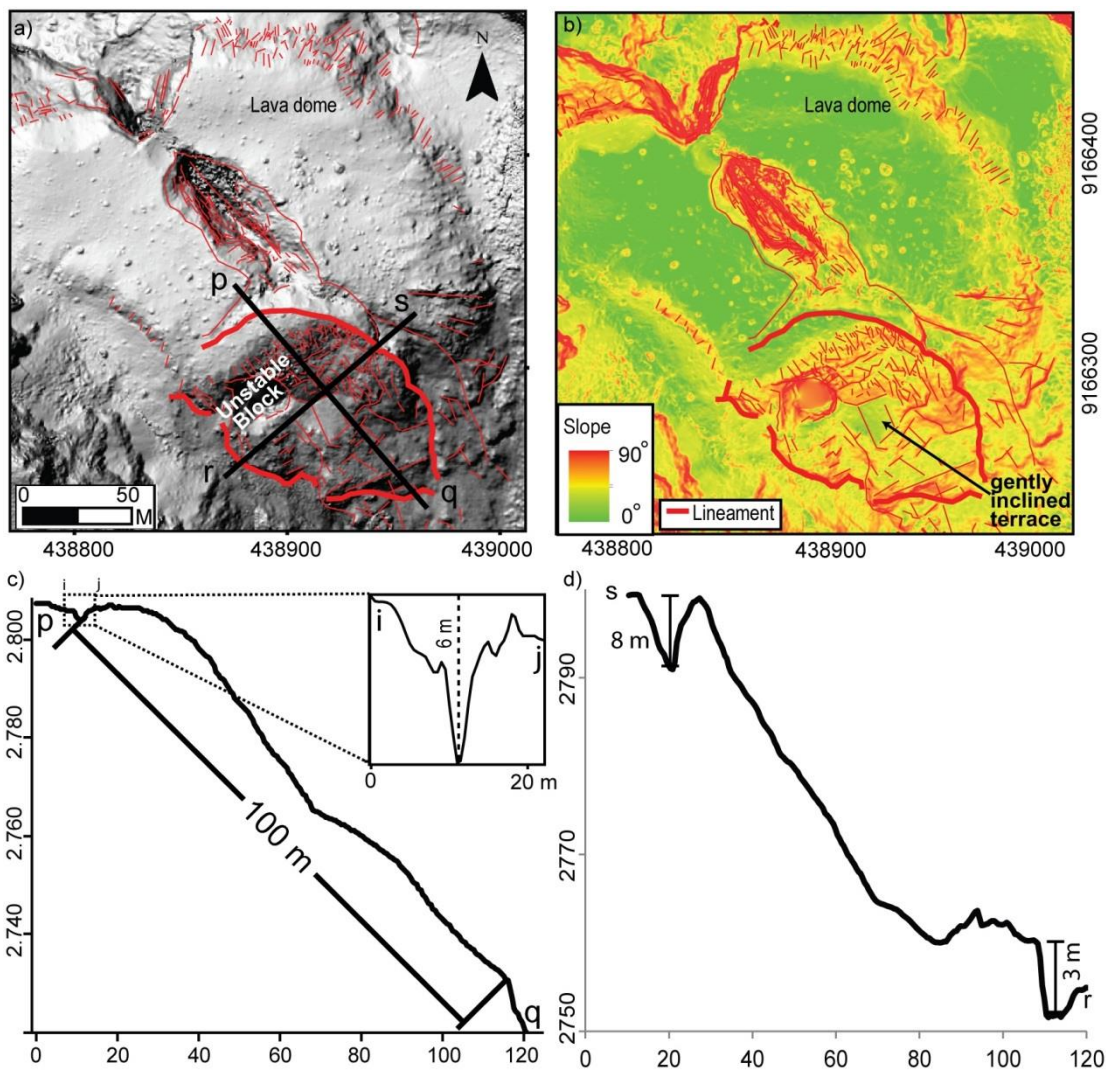 a)
N
Lava dome
p
s
Unstable
Block
r
q
0 50
M
438800 438900 439000
b)
Lava dome
9166400
9166300
Slope
90°
0°
Lineament
gently
inclined
terrace
438800 438900 439000
c)
i j
p
2.800
2.780
2.760
2.740
100 m
q
i
6 m
j
0 20 m
0 20 40 60 80 100 120
d)
s
8 m
2790
2770
2750
3 m
r
0 20 40 60 80 100 120